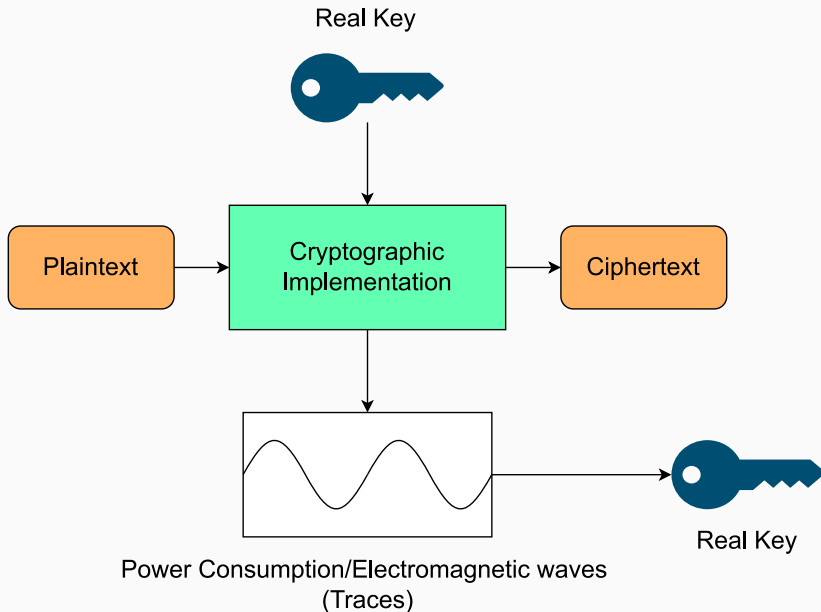 Real Key
Plaintext
Cryptographic
Implementation
Ciphertext
Real Key
Power Consumption/Electromagnetic waves
(Traces)